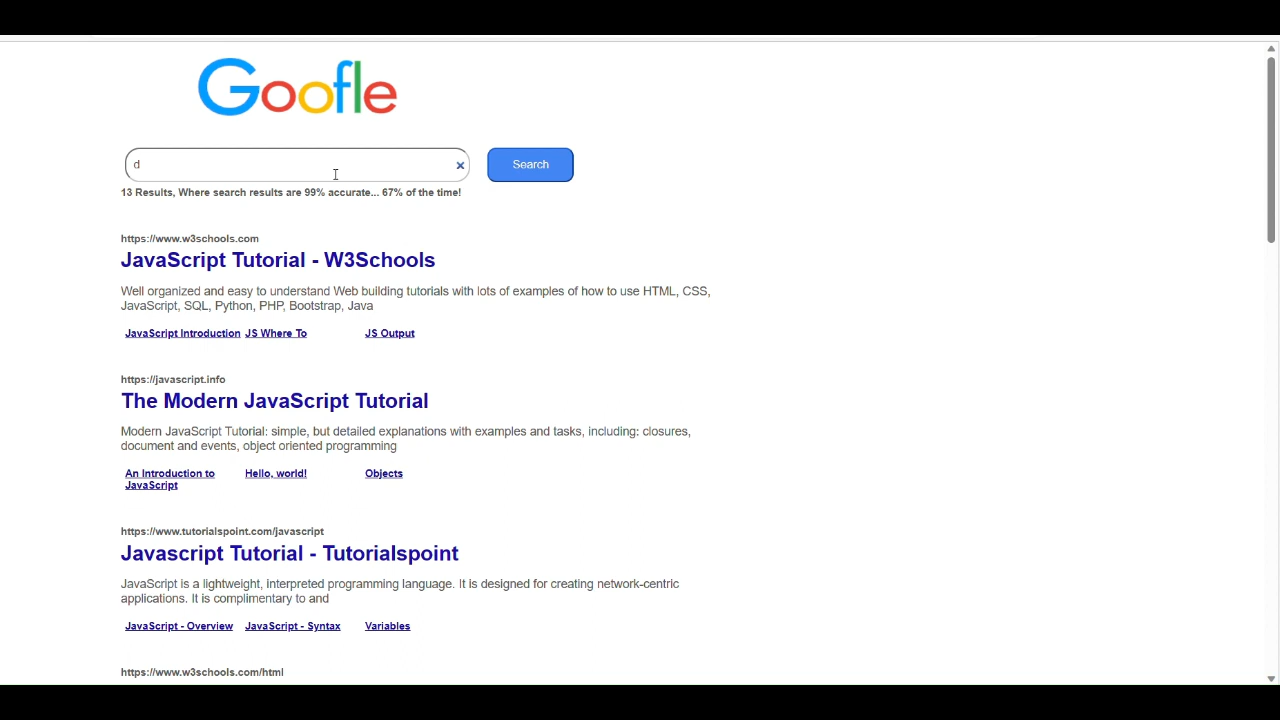 Goofle
d
Search
13 Results, Where search results are 99% accurate... 67% of the time!
https://www.w3schools.com
JavaScript Tutorial - W3Schools
Well organized and easy to understand Web building tutorials with lots of examples of how to use HTML, CSS,
JavaScript, SQL, Python, PHP, Bootstrap, Java
JavaScript Introduction JS Where To JS Output
https://javascript.info
The Modern JavaScript Tutorial
Modern JavaScript Tutorial: simple, but detailed explanations with examples and tasks, including: closures,
document and events, object oriented programming
An Introduction to JavaScript Hello, world! Objects
https://www.tutorialspoint.com/javascript
Javascript Tutorial - Tutorialspoint
JavaScript is a lightweight, interpreted programming language. It is designed for creating network-centric
applications. It is complimentary to and
JavaScript - Overview JavaScript - Syntax Variables
https://www.w3schools.com/html